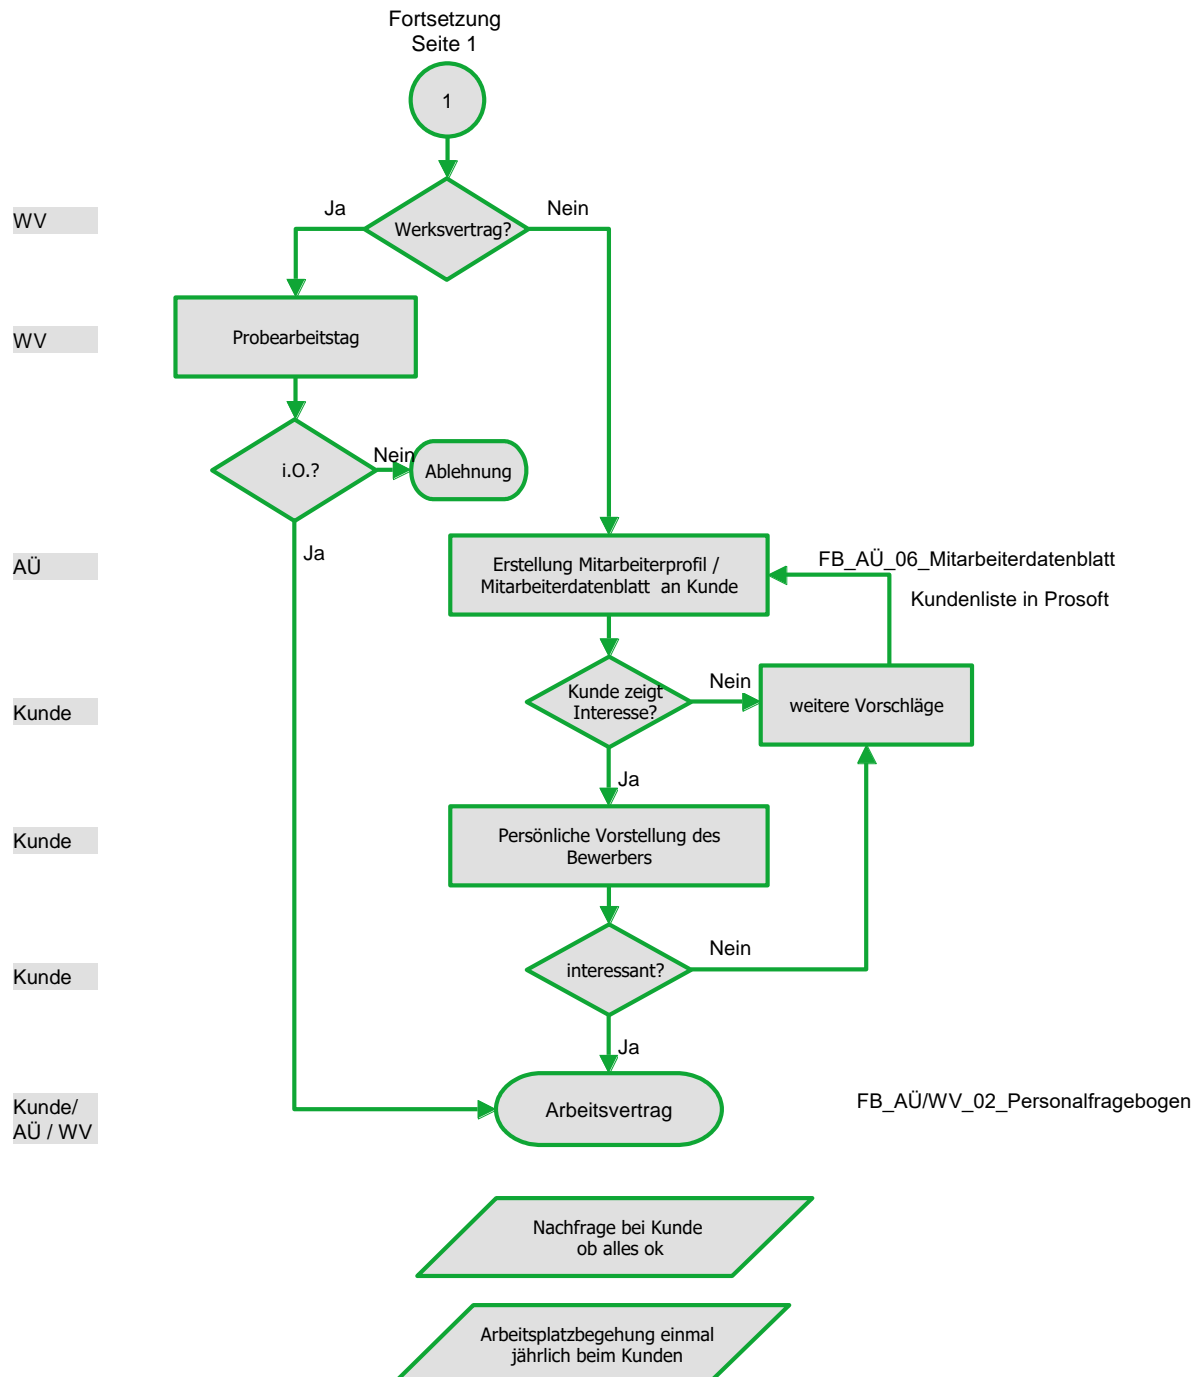 Fortsetzung
Seite 1
1
Ja
Nein
WV
Werksvertrag?
WV
Probearbeitstag
i.O.?
Nein
Ablehnung
Ja
AÜ
Erstellung Mitarbeiterprofil /
Mitarbeiterdatenblatt an Kunde
FB_AÜ_06_Mitarbeiterdatenblatt
Kundenliste in Prosoft
Kunde
Kunde zeigt
Interesse?
Nein
weitere Vorschläge
Ja
Kunde
Persönliche Vorstellung des
Bewerbers
Kunde
interessant?
Nein
Ja
Kunde/
AÜ / WV
Arbeitsvertrag
FB_AÜ/WV_02_Personalfragebogen
Nachfrage bei Kunde
ob alles ok
Arbeitsplatzbegehung einmal
jährlich beim Kunden